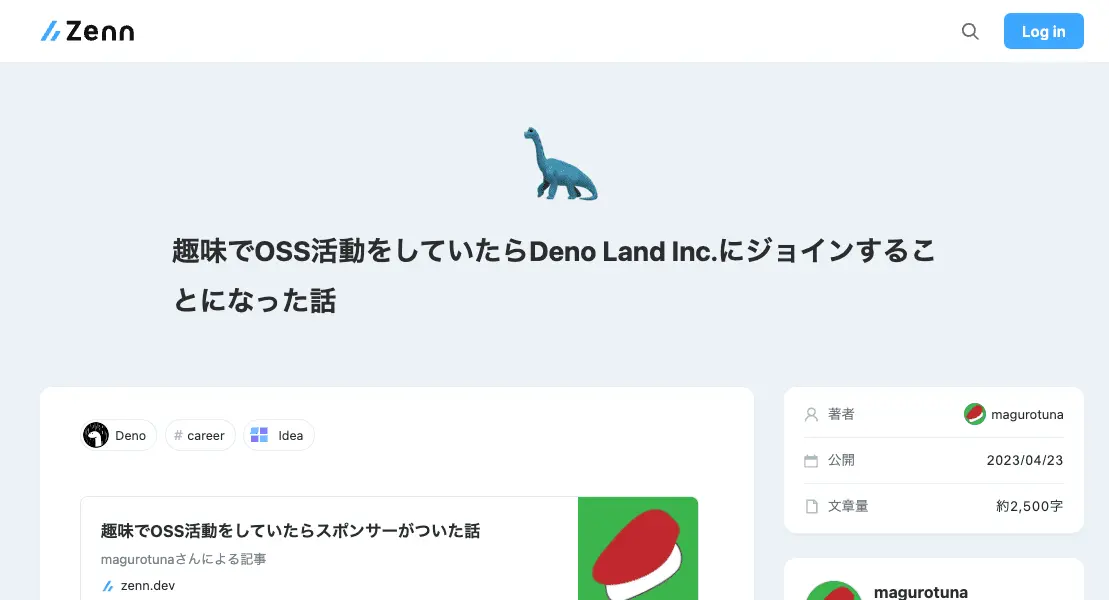 Zenn
Log in
趣味でOSS活動をしていたらDeno Land Inc.にジョインするこ
とになった話
Deno
# career
Idea
趣味でOSS活動をしていたらスポンサーがついた話
magurotunaさんによる記事
zenn.dev
著者
magurotuna
公開
2023/04/23
文章量
約2,500字
magurotuna